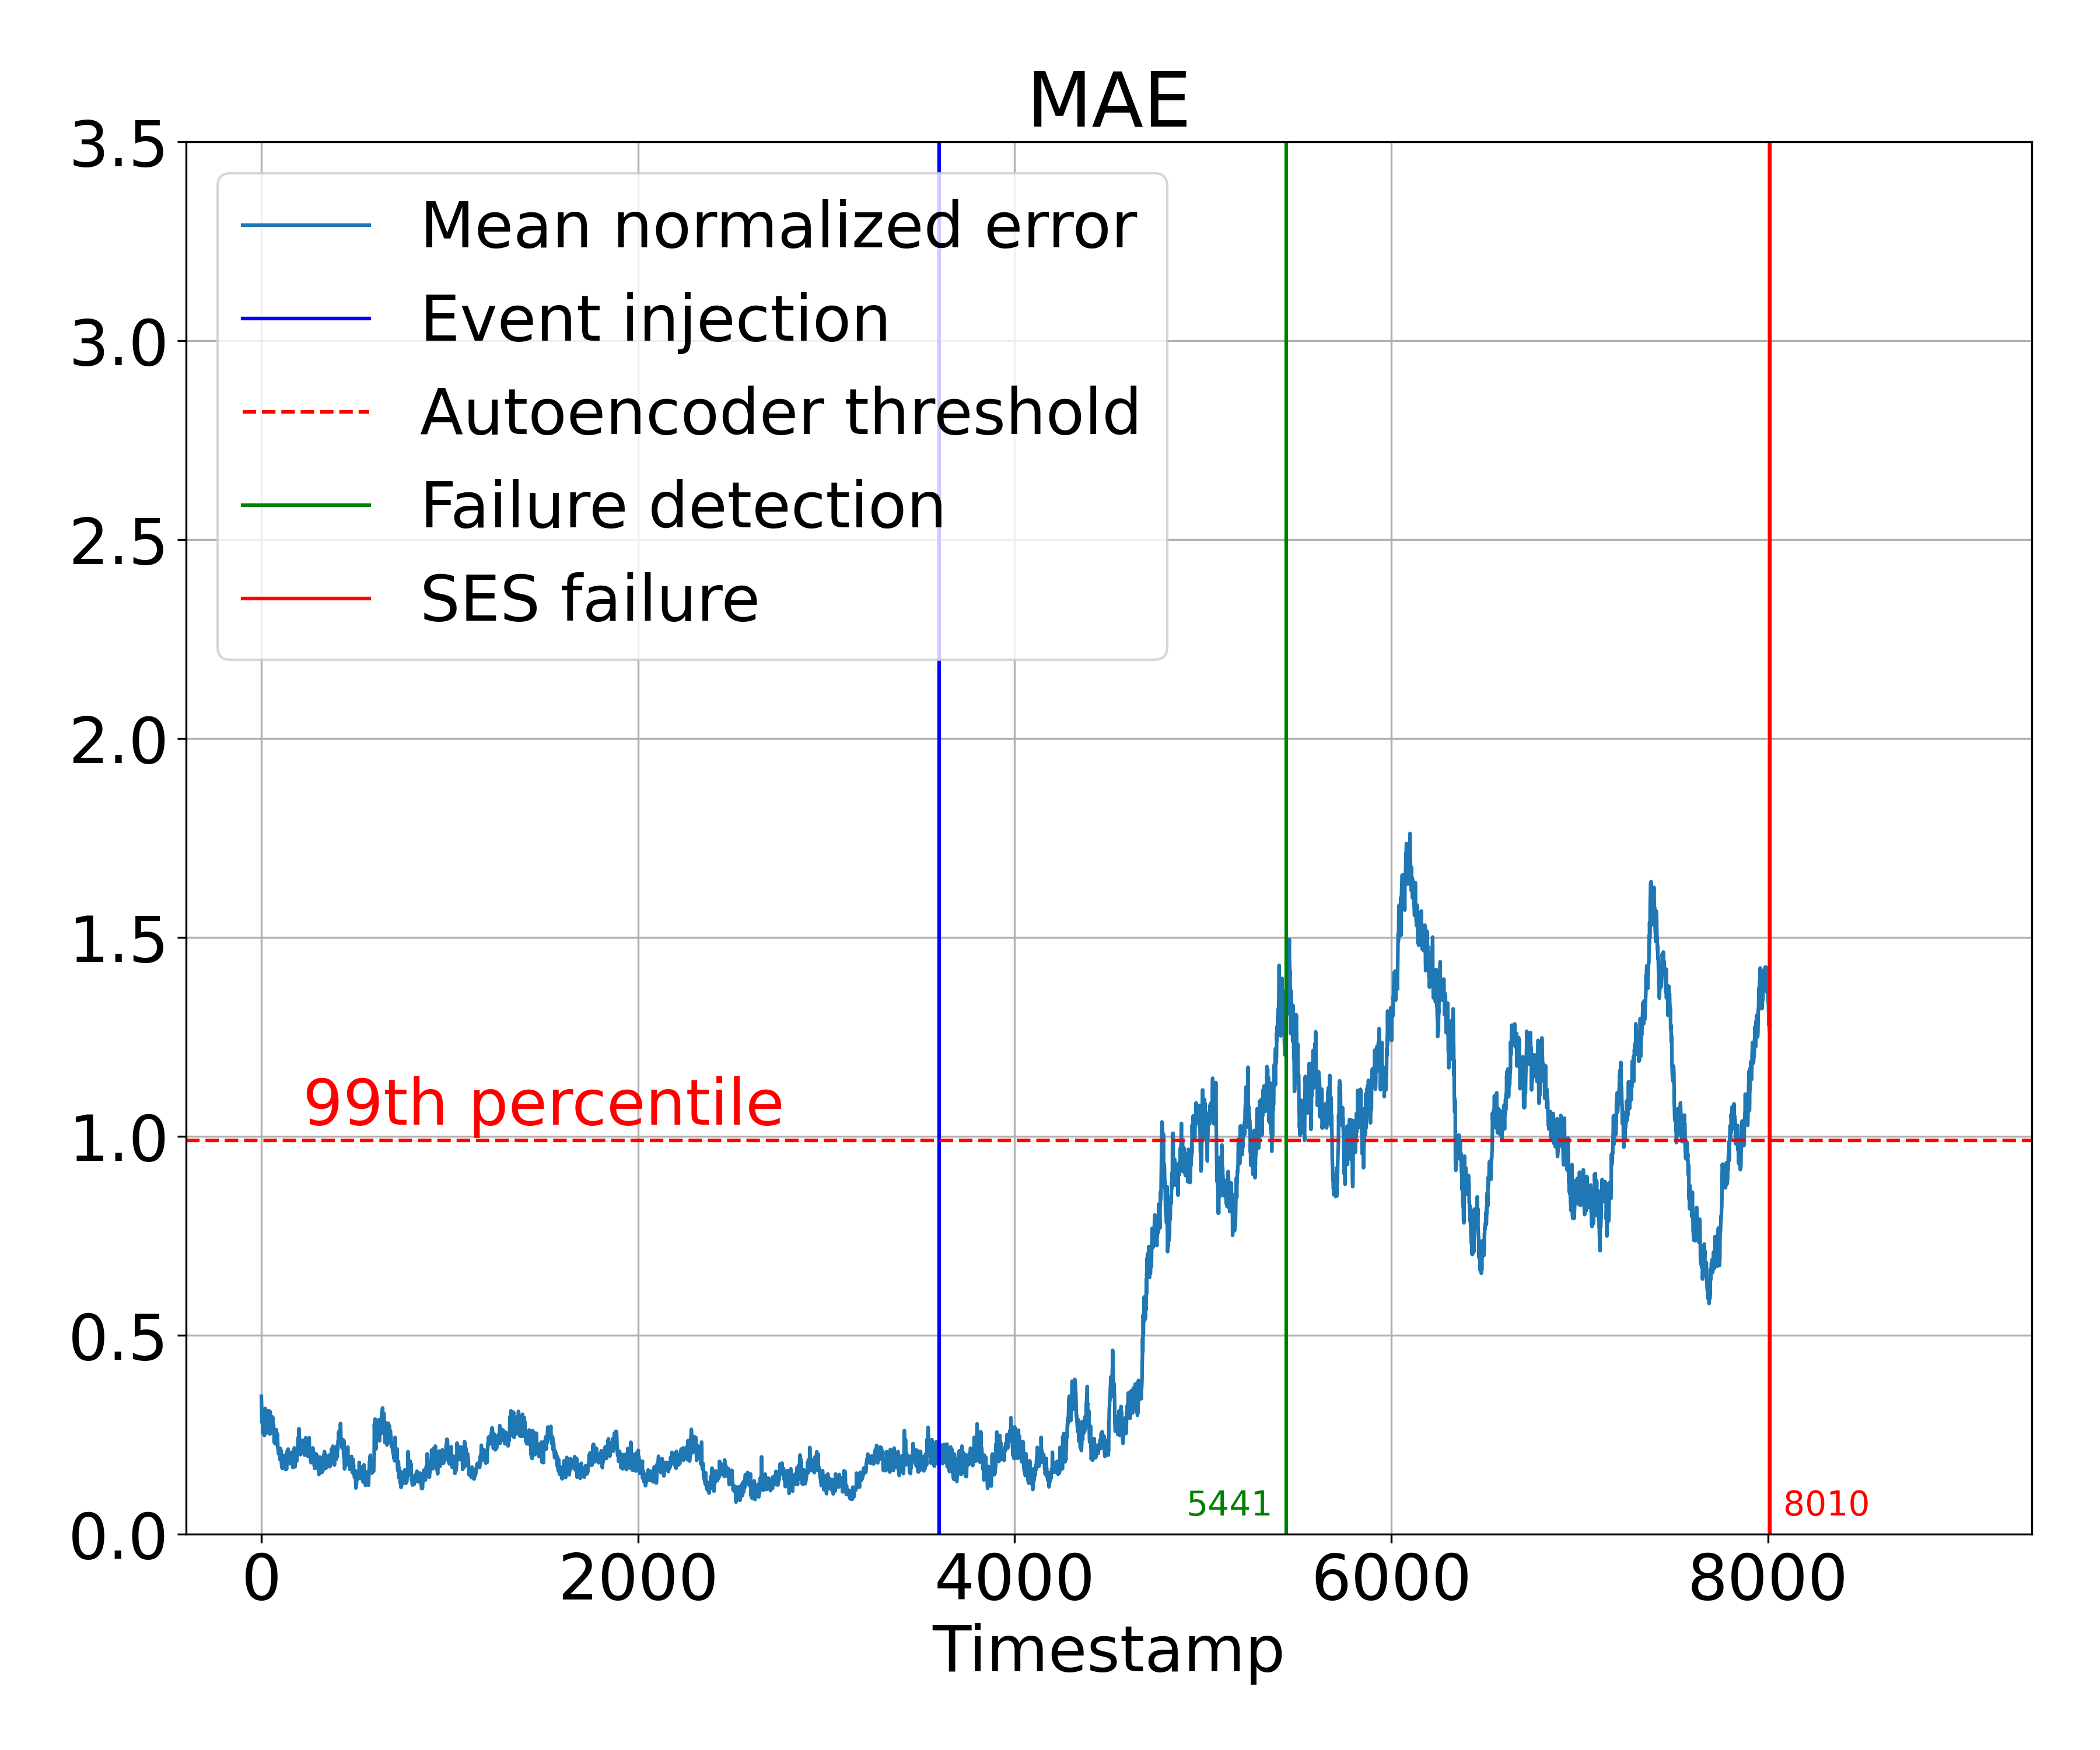 MAE
3.5
3.0
2.5
2.0
1.5
1.0
0.5
0.0
Mean normalized error
Event injection
Autoencoder threshold
Failure detection
SES failure
99th percentile
5441
8010
0 2000 4000 6000 8000
Timestamp